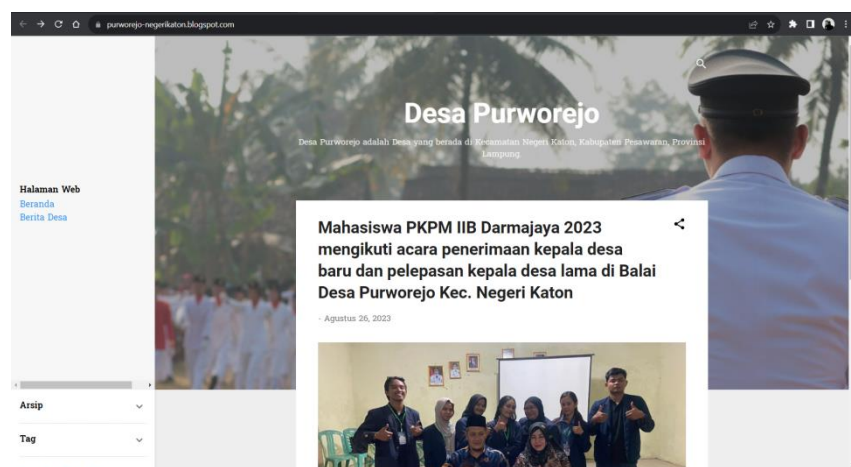 purworejo-negerikaton.blogspot.com
Desa Purworejo
Desa Purworejo adalah Desa yang berada di Kecamatan Negeri Katon, Kabupaten Pesawaran, Provinsi
Lampung.
Halaman Web
Beranda
Berita Desa
Mahasiswa PKPM IIB Darmajaya 2023
mengikuti acara penerimaan kepala desa
baru dan pelepasan kepala desa lama di Balai
Desa Purworejo Kec. Negeri Katon
- Agustus 26, 2023
Arsip
Tag